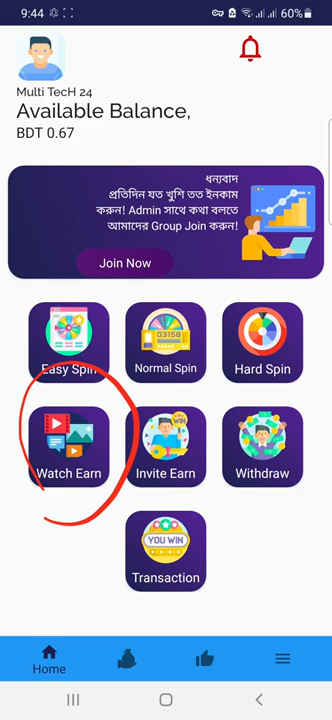 9:44
60%
Multi TecH 24
Available Balance,
BDT 0.67
ধন্যবাদ
প্রতিদিন যত খুশি তত ইনকাম
করুন! Admin সাথে কথা বলতে
আমাদের Group Join করুন!
Join Now
Easy Spin
D3158
Normal Spin
Hard Spin
Watch Earn
WIN
Invite Earn
Withdraw
YOU WIN
Transaction
Home